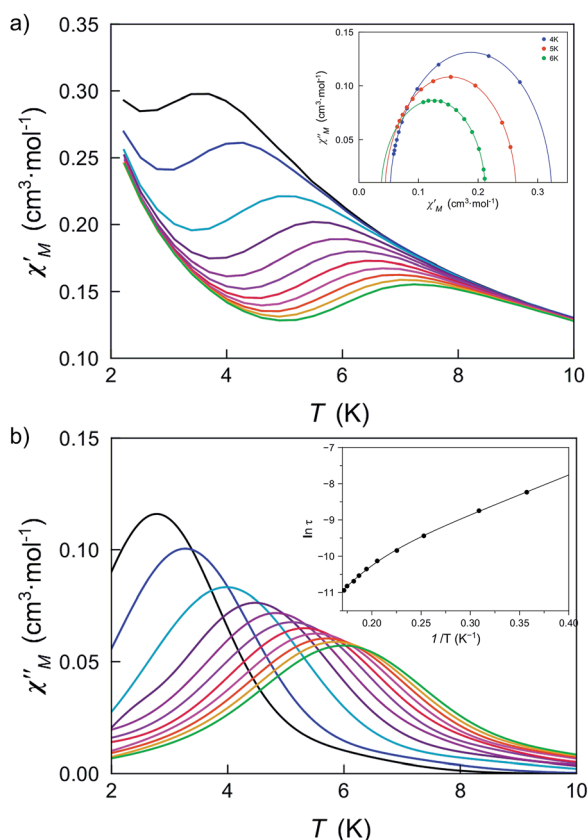 a)
0.35
0.30
0.25
0.20
0.15
0.10
χ′M (cm³·mol⁻¹)
2 4 6 8 10
T (K)
0.15
0.10
0.05
χ″M (cm³·mol⁻¹)
4K
5K
6K
0.0 0.1 0.2 0.3
χ′M (cm³·mol⁻¹)
b)
0.15
0.10
0.05
0.00
χ″M (cm³·mol⁻¹)
2 4 6 8 10
T (K)
−7
−8
−9
−10
−11
ln τ
0.20 0.25 0.30 0.35 0.40
1/T (K⁻¹)